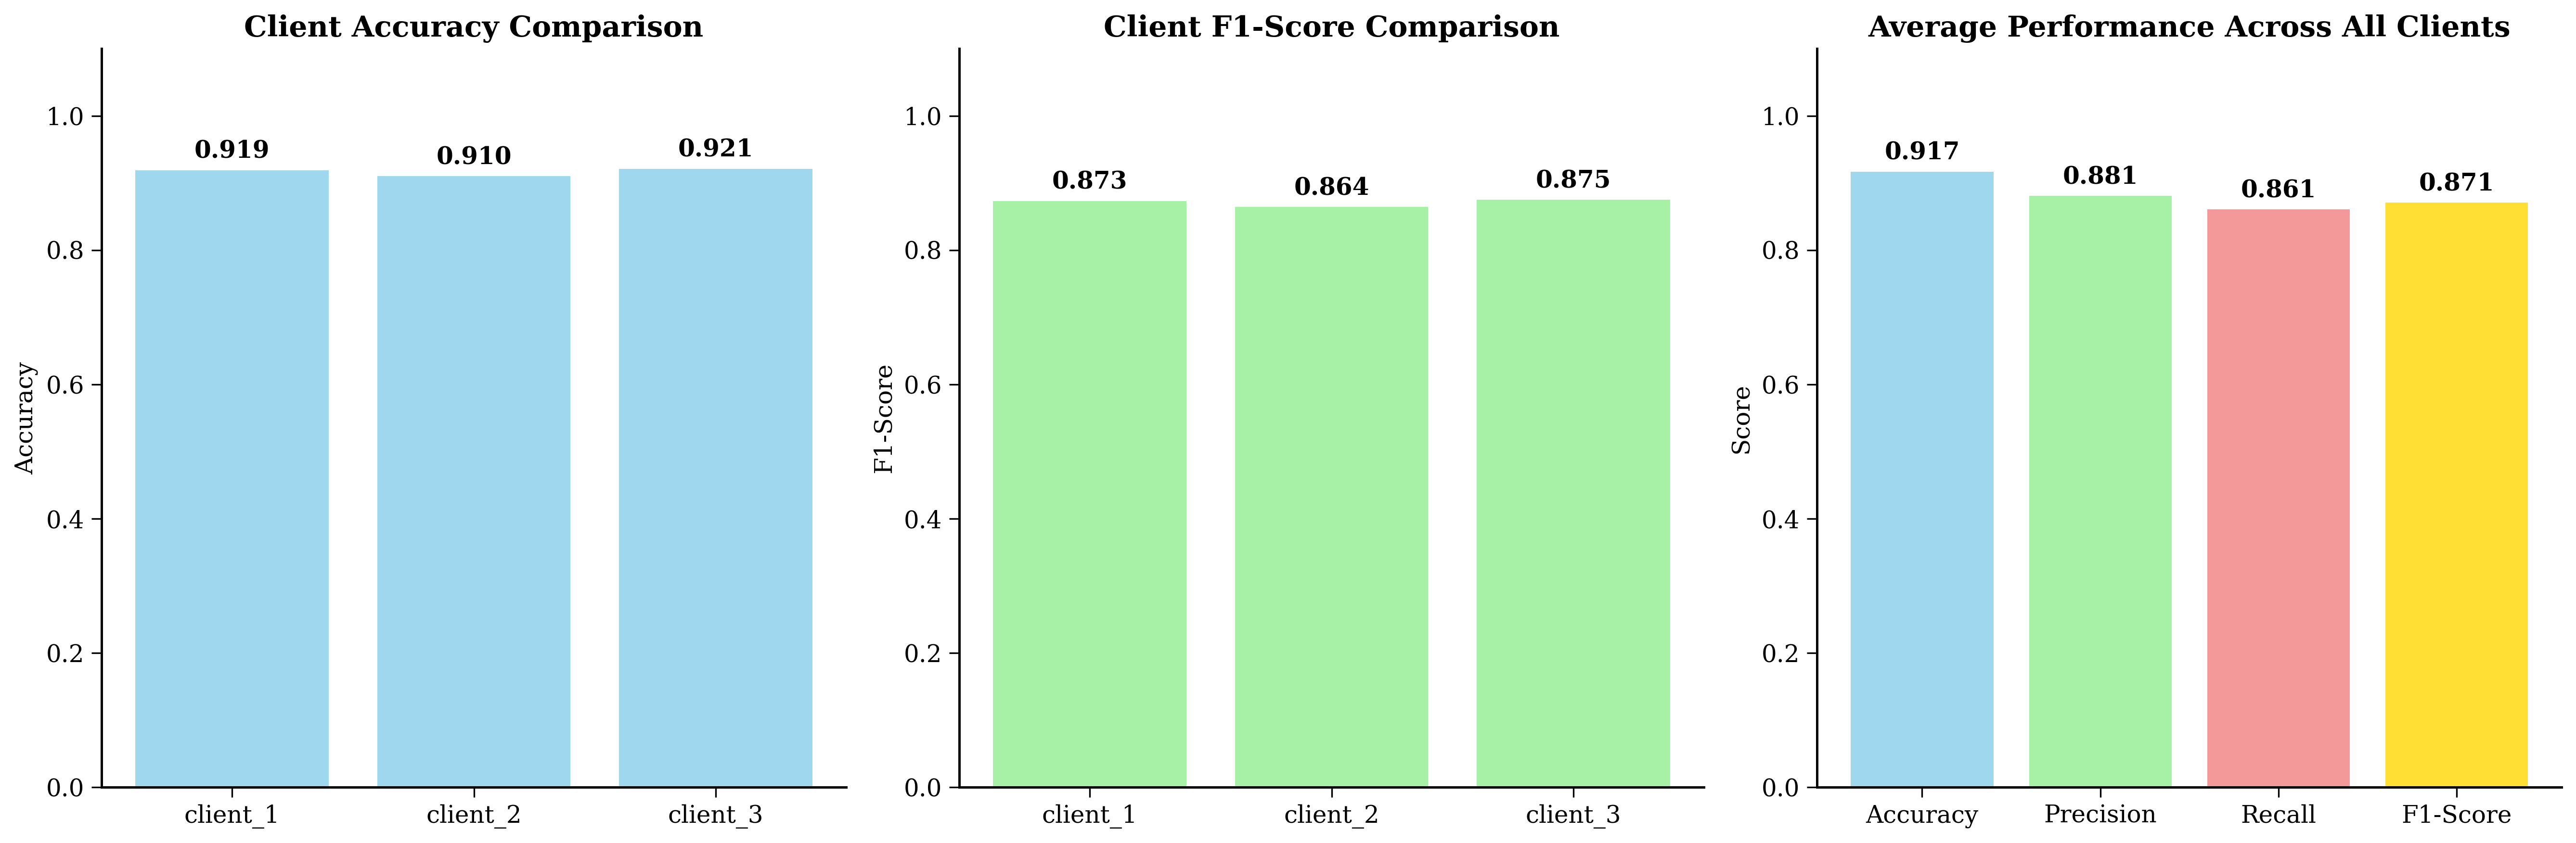 Client Accuracy Comparison
Accuracy
1.0
0.8
0.6
0.4
0.2
0.0
0.919
0.910
0.921
client_1
client_2
client_3
Client F1-Score Comparison
F1-Score
1.0
0.8
0.6
0.4
0.2
0.0
0.873
0.864
0.875
client_1
client_2
client_3
Average Performance Across All Clients
Score
1.0
0.8
0.6
0.4
0.2
0.0
0.917
0.881
0.861
0.871
Accuracy
Precision
Recall
F1-Score